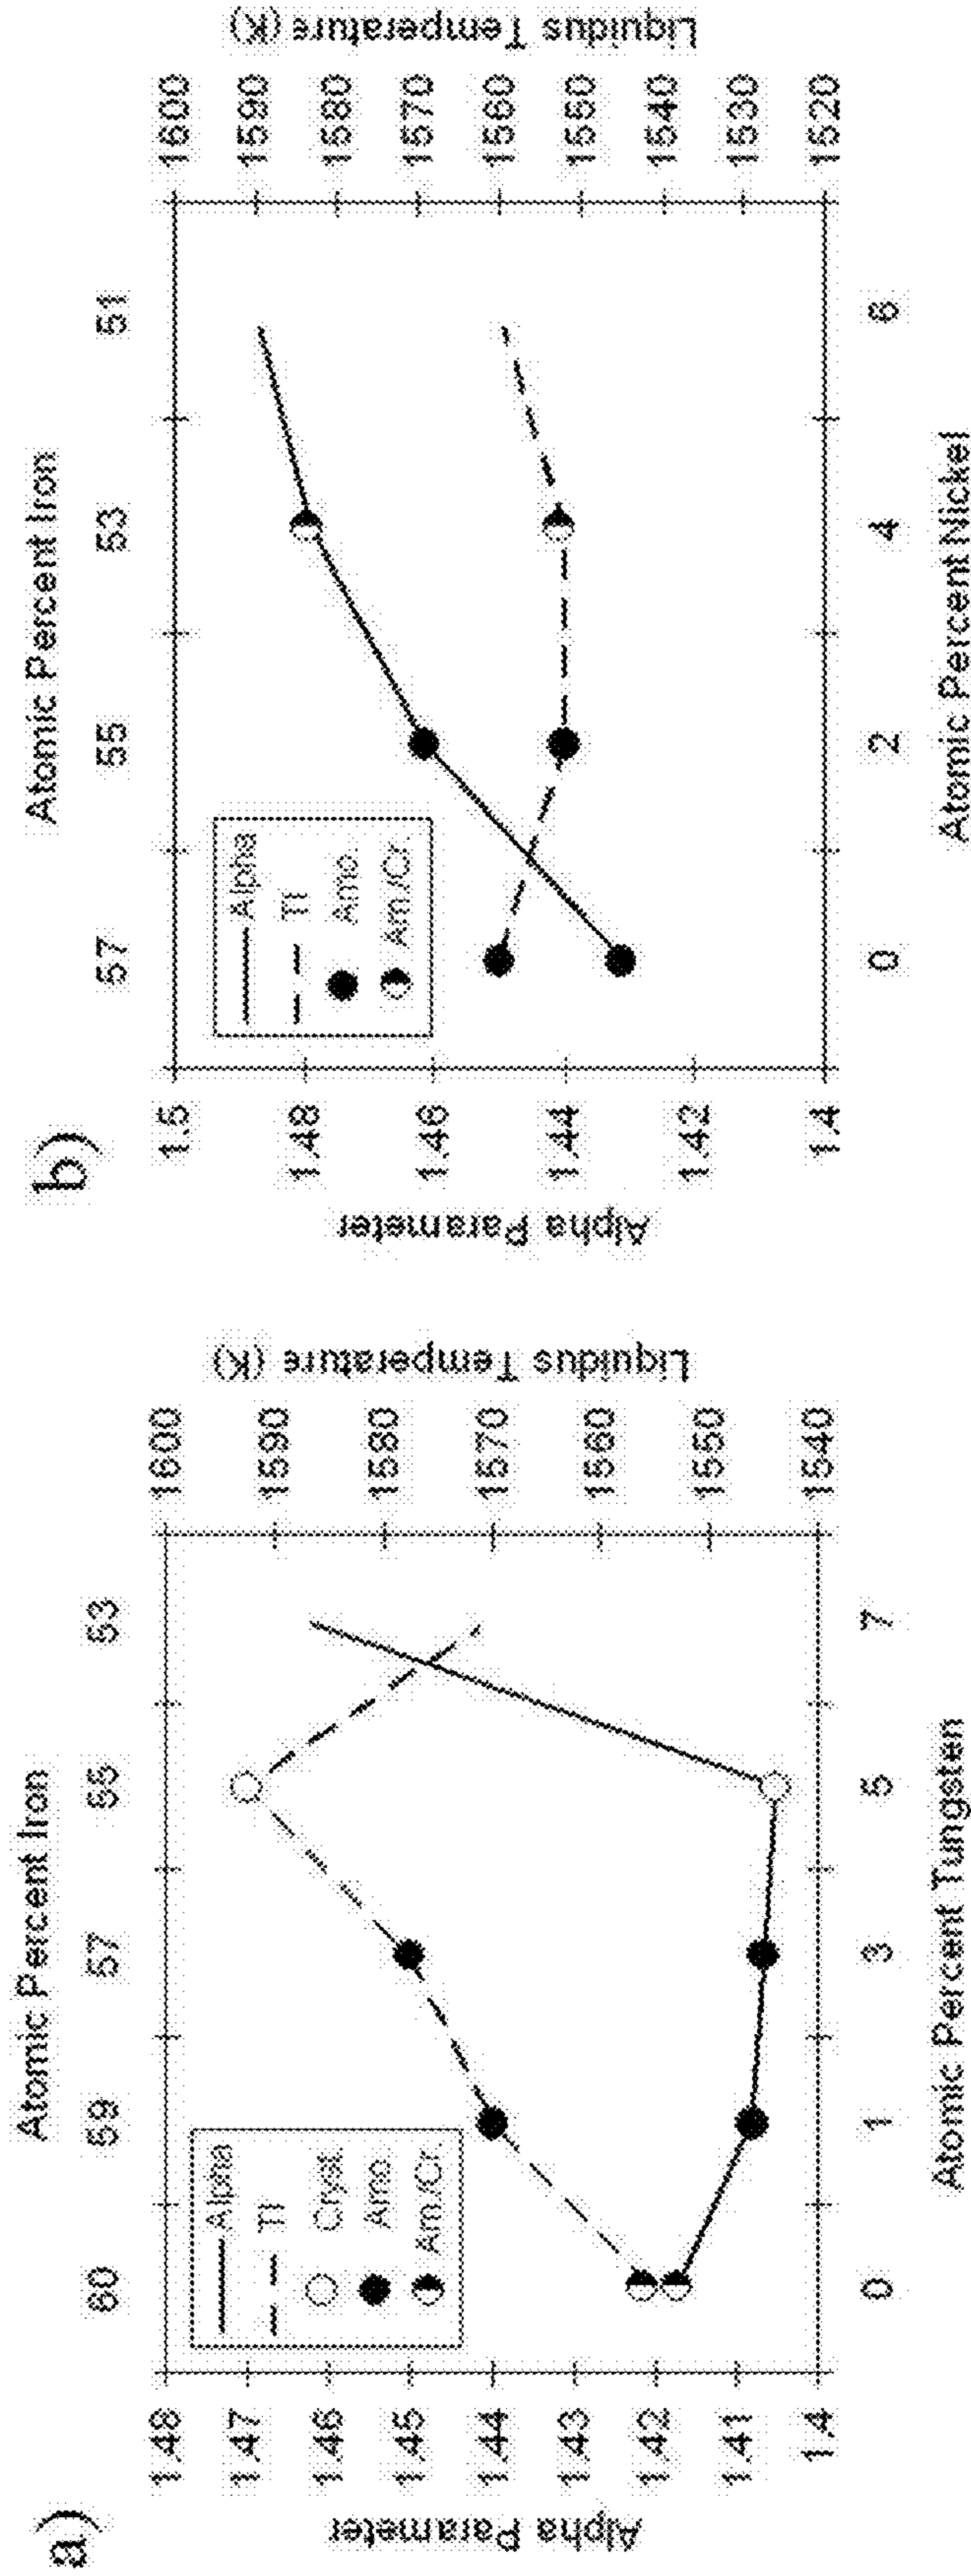 a)
Atomic Percent Iron
60 59 57 55 53
Alpha Parameter
1.48
1.47
1.46
1.45
1.44
1.43
1.42
1.41
1.4
Alpha
Tl
Cryst.
Amo.
Am./Cr.
1600
1590
1580
1570
1560
1550
1540
Liquidus Temperature (K)
0 1 3 5 7
Atomic Percent Tungsten
b)
Atomic Percent Iron
57 55 53 51
Alpha Parameter
1.5
1.48
1.46
1.44
1.42
1.4
Alpha
Tl
Amo.
Am./Cr.
1600
1590
1580
1570
1560
1550
1540
1530
1520
Liquidus Temperature (K)
0 2 4 6
Atomic Percent Nickel